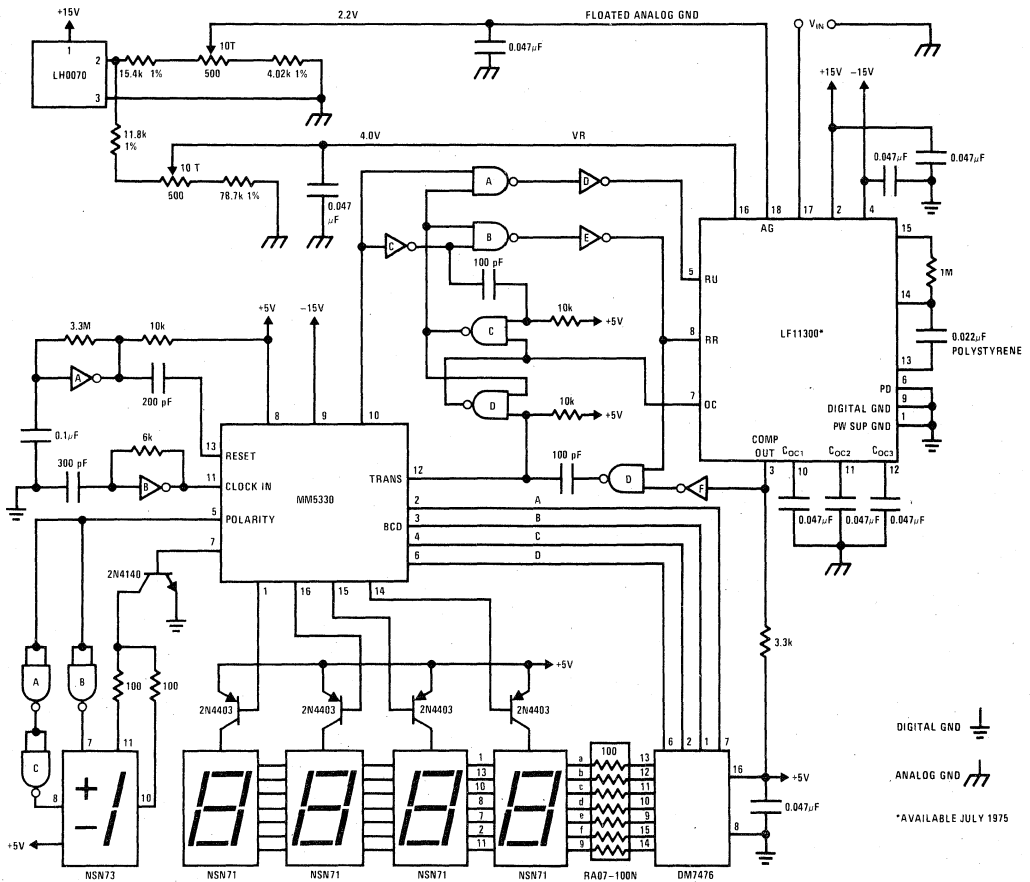 +15V
1
LH0070
2
3
15.4k 1%
10T
500
4.02k 1%
2.2V
0.047μF
FLOATED ANALOG GND
VIN
+15V -15V
11.8k
1%
10 T
500
78.7k 1%
4.0V
0.047
μF
VR
0.047μF
0.047μF
16
18
17
2
4
AG
A
D
B
E
C
100 pF
C
10k
+5V
D
10k
+5V
100 pF
D
F
5
RU
8
RR
7
OC
LF11300*
15
1M
14
0.022μF
POLYSTYRENE
13
PD
6
DIGITAL GND
9
PW SUP GND
1
COMP
OUT
COC1
COC2
COC3
3
10
11
12
0.047μF
0.047μF
0.047μF
3.3M
10k
A
200 pF
0.1μF
300 pF
6k
B
+5V
-15V
8
9
10
13
RESET
11
CLOCK IN
5
POLARITY
7
MM5330
TRANS
12
BCD
2
3
4
6
A
B
C
D
1
16
15
14
2N4140
100
100
A
B
C
7
11
8
10
+5V
NSN73
2N4403
2N4403
2N4403
2N4403
+5V
1
13
10
8
7
2
11
a
b
c
d
e
f
9
100
13
12
11
10
9
15
14
6
2
1
7
16
8
3.3k
+5V
0.047μF
NSN71
NSN71
NSN71
NSN71
RA07-100N
DM7476
DIGITAL GND
ANALOG GND
*AVAILABLE JULY 1975